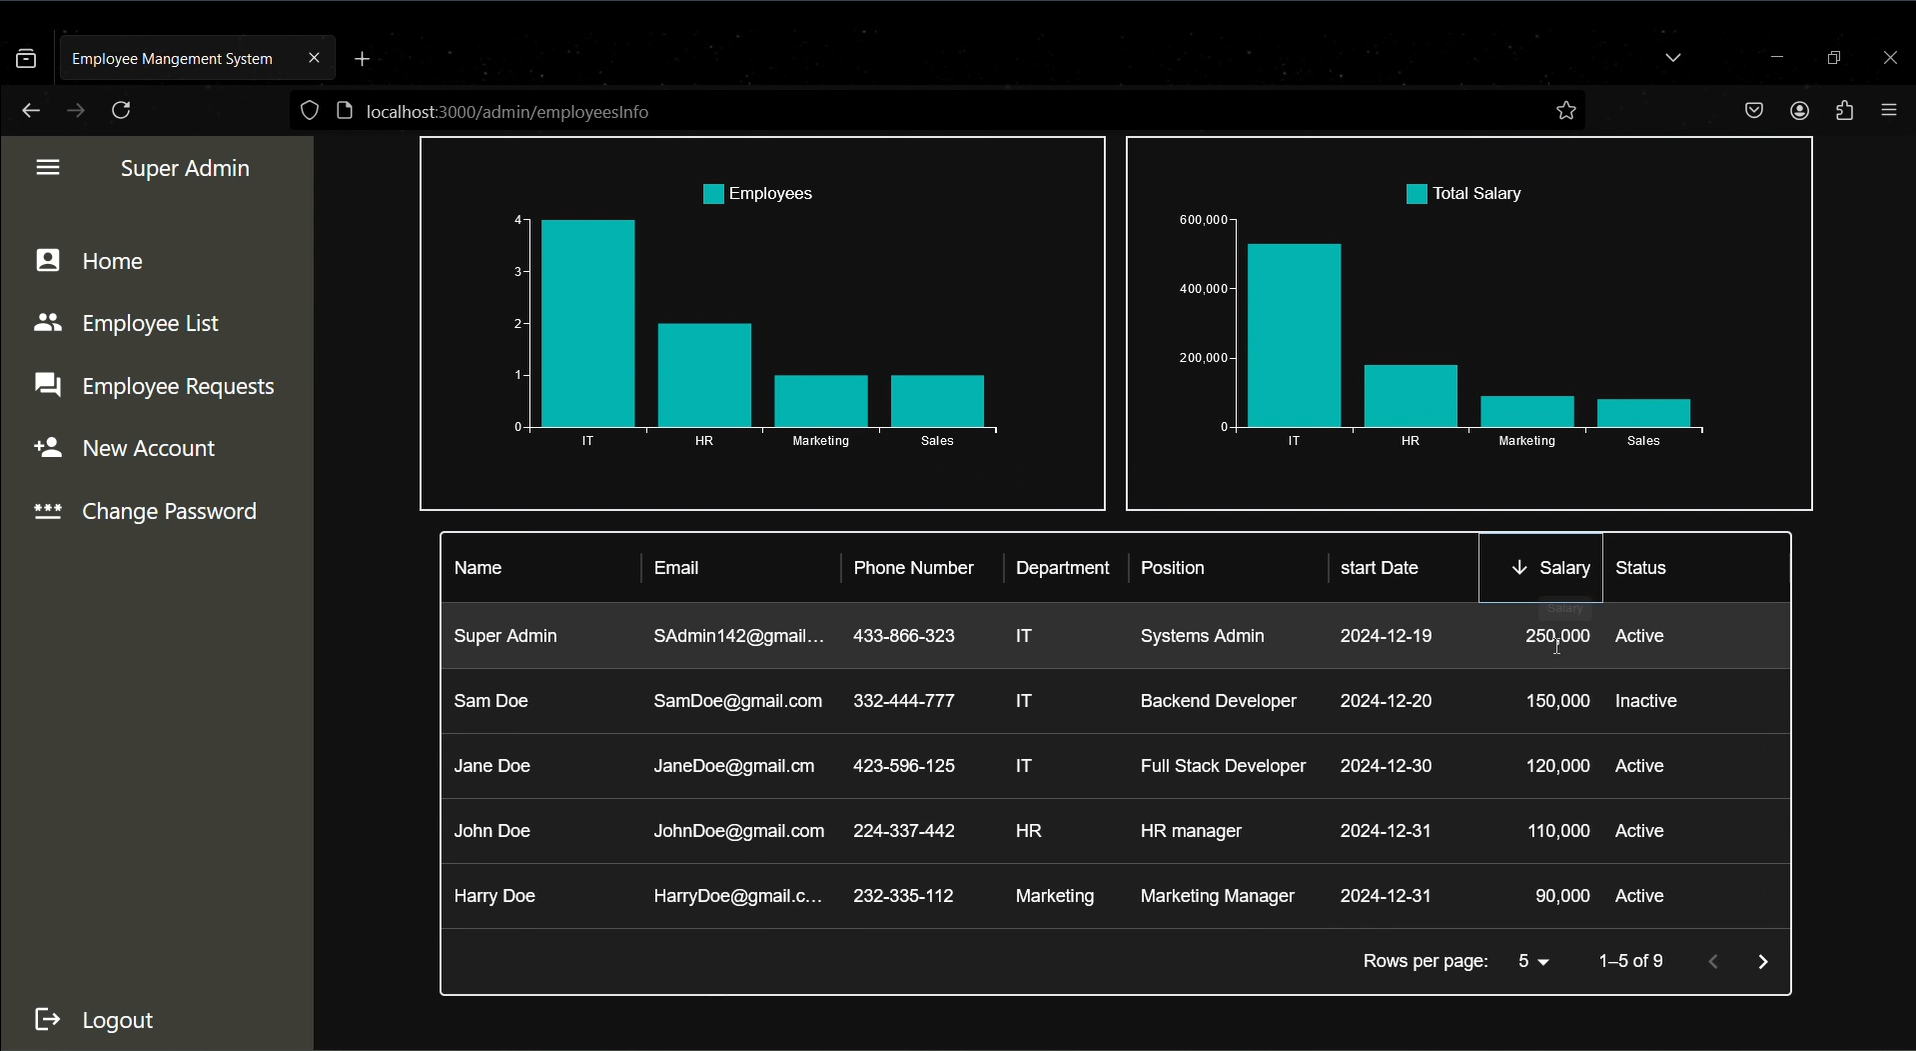 Employee Mangement System
localhost:3000/admin/employeesInfo
Super Admin
Home
Employee List
Employee Requests
New Account
Change Password
Logout
Employees
4
3
2
1
0
IT HR Marketing Sales
Total Salary
600,000
400,000
200,000
0
IT HR Marketing Sales
Name Email Phone Number Department Position start Date Salary Status
Salary
Super Admin SAdmin142@gmail... 433-866-323 IT Systems Admin 2024-12-19 250,000 Active
Sam Doe SamDoe@gmail.com 332-444-777 IT Backend Developer 2024-12-20 150,000 Inactive
Jane Doe JaneDoe@gmail.cm 423-596-125 IT Full Stack Developer 2024-12-30 120,000 Active
John Doe JohnDoe@gmail.com 224-337-442 HR HR manager 2024-12-31 110,000 Active
Harry Doe HarryDoe@gmail.c... 232-335-112 Marketing Marketing Manager 2024-12-31 90,000 Active
Rows per page: 5 1–5 of 9